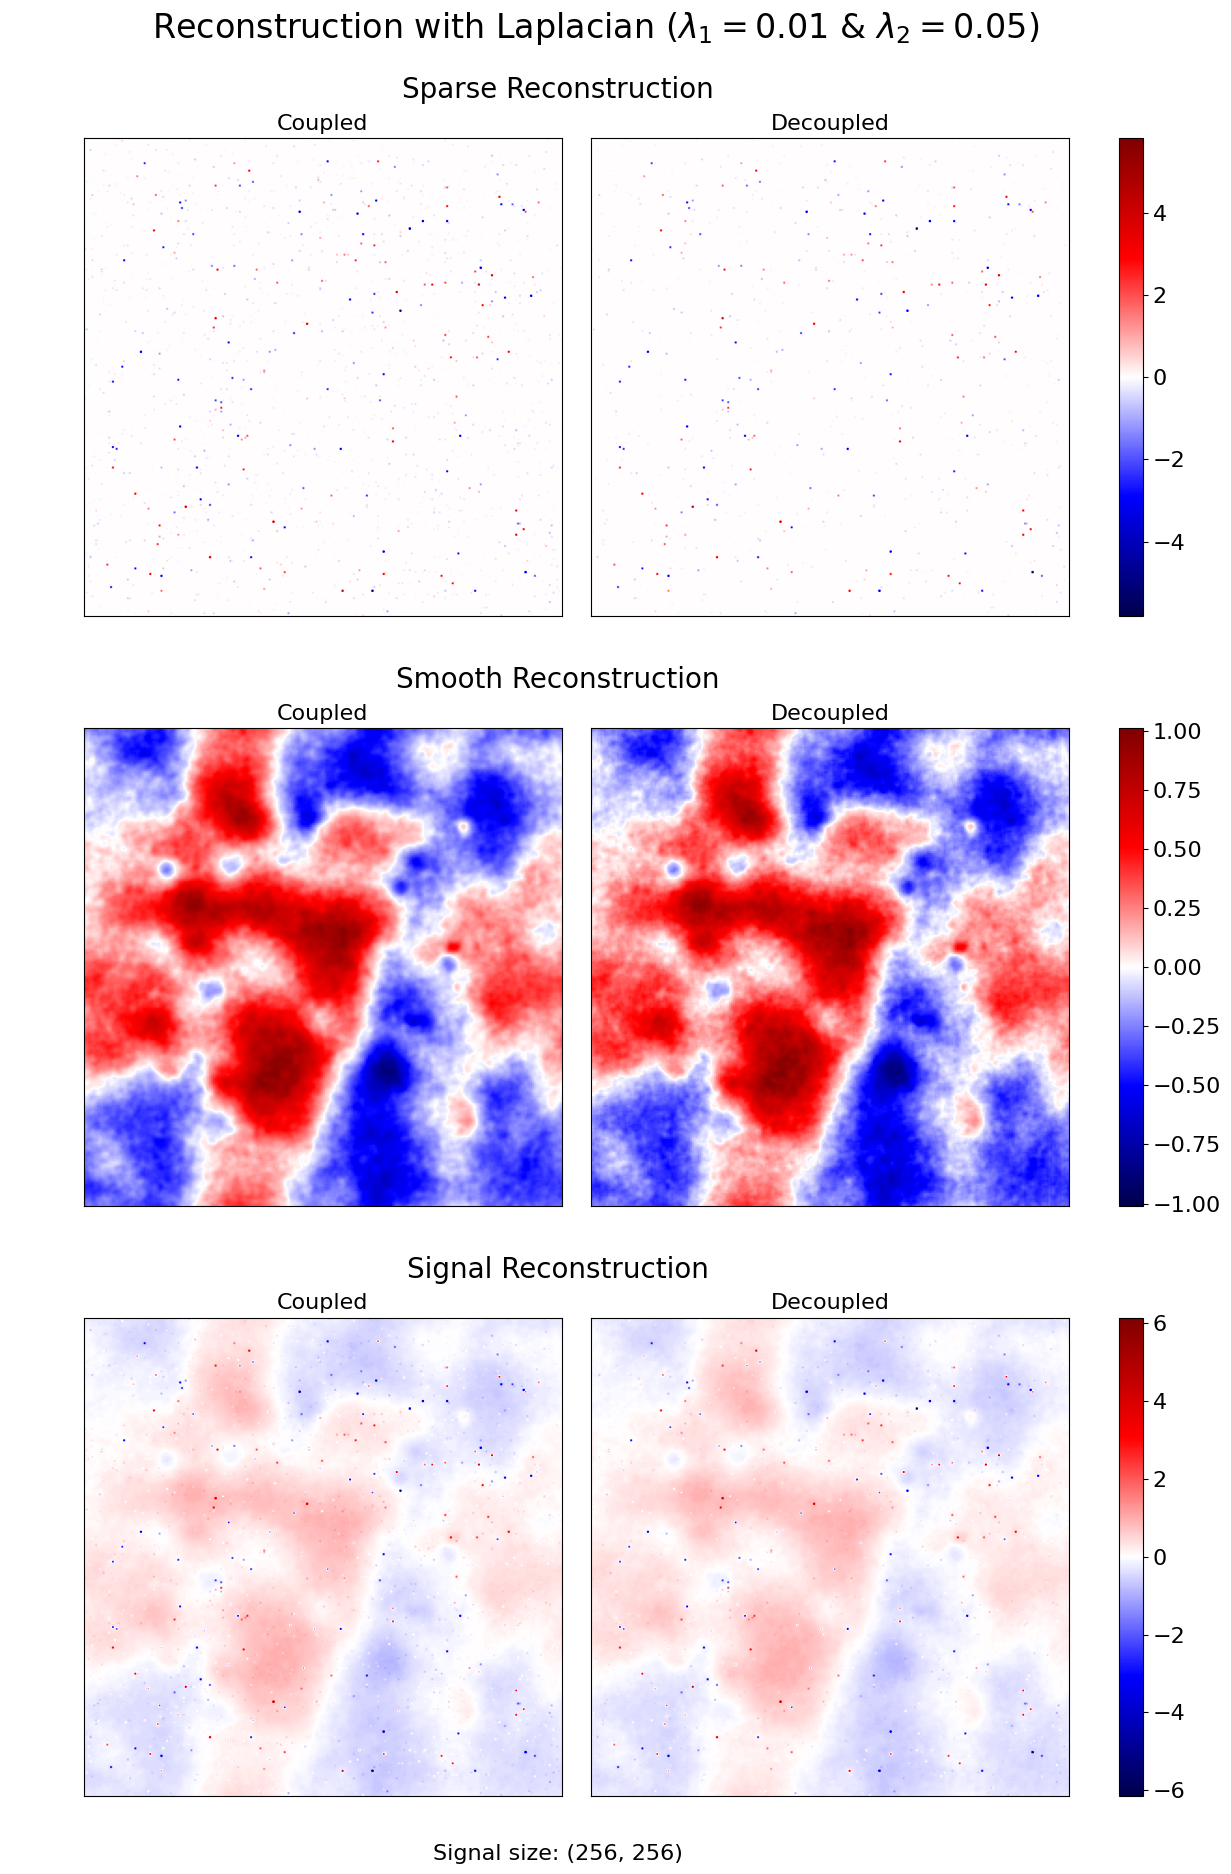 Reconstruction with Laplacian (λ₁ = 0.01 & λ₂ = 0.05)
Sparse Reconstruction
Coupled
Decoupled
4
2
0
−2
−4
Smooth Reconstruction
Coupled
Decoupled
1.00
0.75
0.50
0.25
0.00
−0.25
−0.50
−0.75
−1.00
Signal Reconstruction
Coupled
Decoupled
6
4
2
0
−2
−4
−6
Signal size: (256, 256)